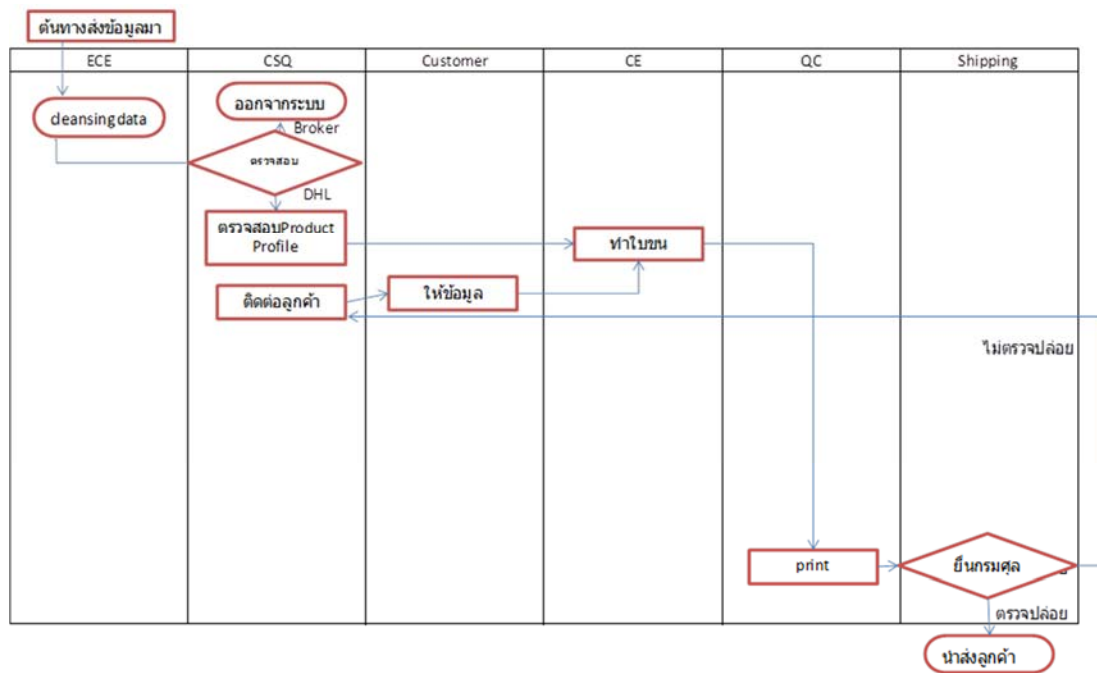 ต้นทางส่งข้อมูลมา
ECE
CSQ
Customer
CE
QC
Shipping
ออกจากระบบ
cleansing data
Broker
ตรวจสอบ
DHL
ตรวจสอบProduct
Profile
ทำใบขน
ติดต่อลูกค้า
ให้ข้อมูล
ไม่ตรวจปล่อย
print
ยื่นกรมศุล
ตรวจปล่อย
นำส่งลูกค้า